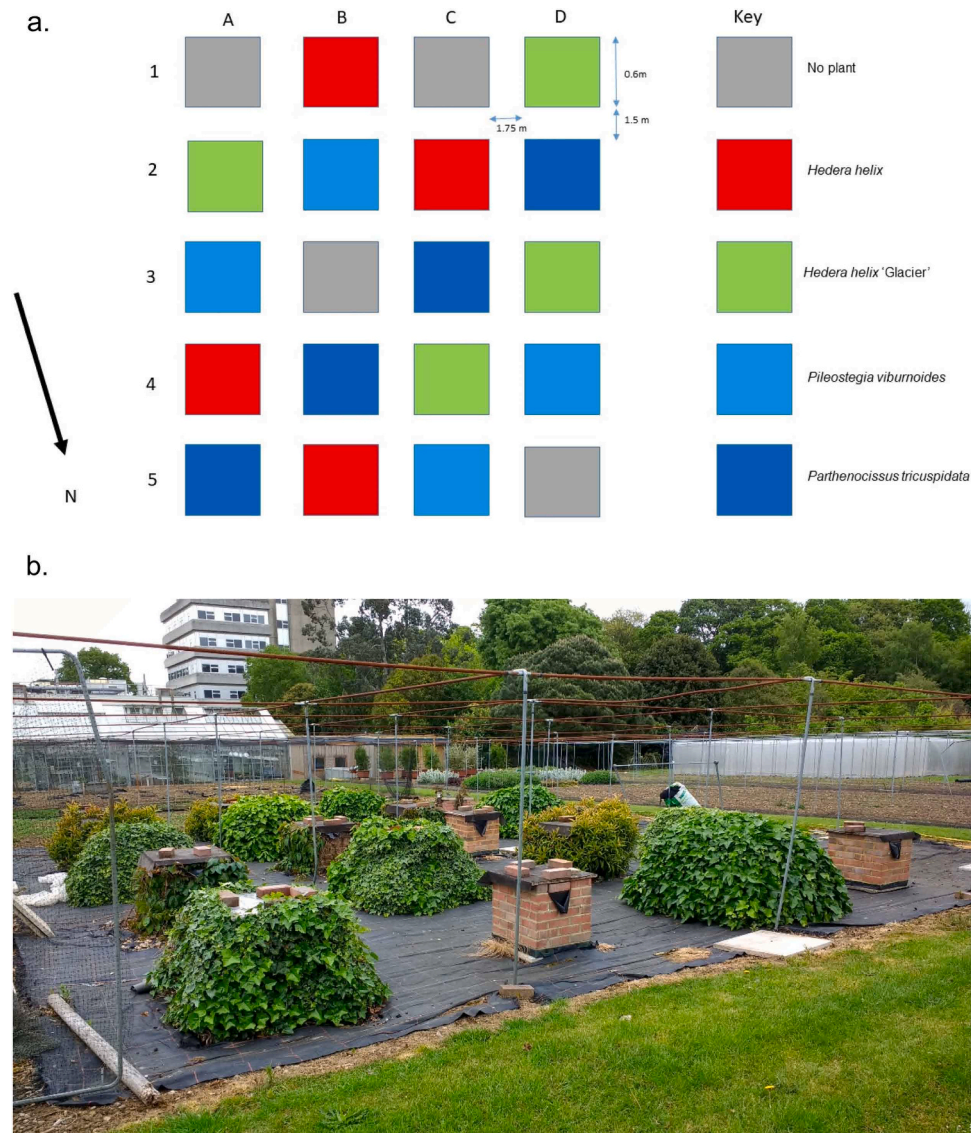 a.
A B C D Key
1 No plant
0.6m
1.75 m 1.5 m
2 Hedera helix
3 Hedera helix 'Glacier'
4 Pileostegia viburnoides
N
5 Parthenocissus tricuspidata
b.